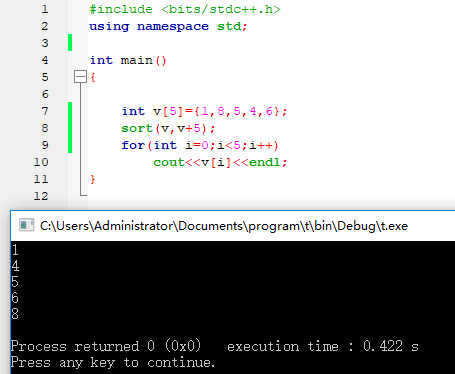 1 #include <bits/stdc++.h>
2 using namespace std;
3
4 int main()
5 {
6
7 int v[5]={1,8,5,4,6};
8 sort(v,v+5);
9 for(int i=0;i<5;i++)
10 cout<<v[i]<<endl;
11 }
12
C:\Users\Administrator\Documents\program\t\bin\Debug\t.exe
1
4
5
6
8
Process returned 0 (0x0) execution time : 0.422 s
Press any key to continue.